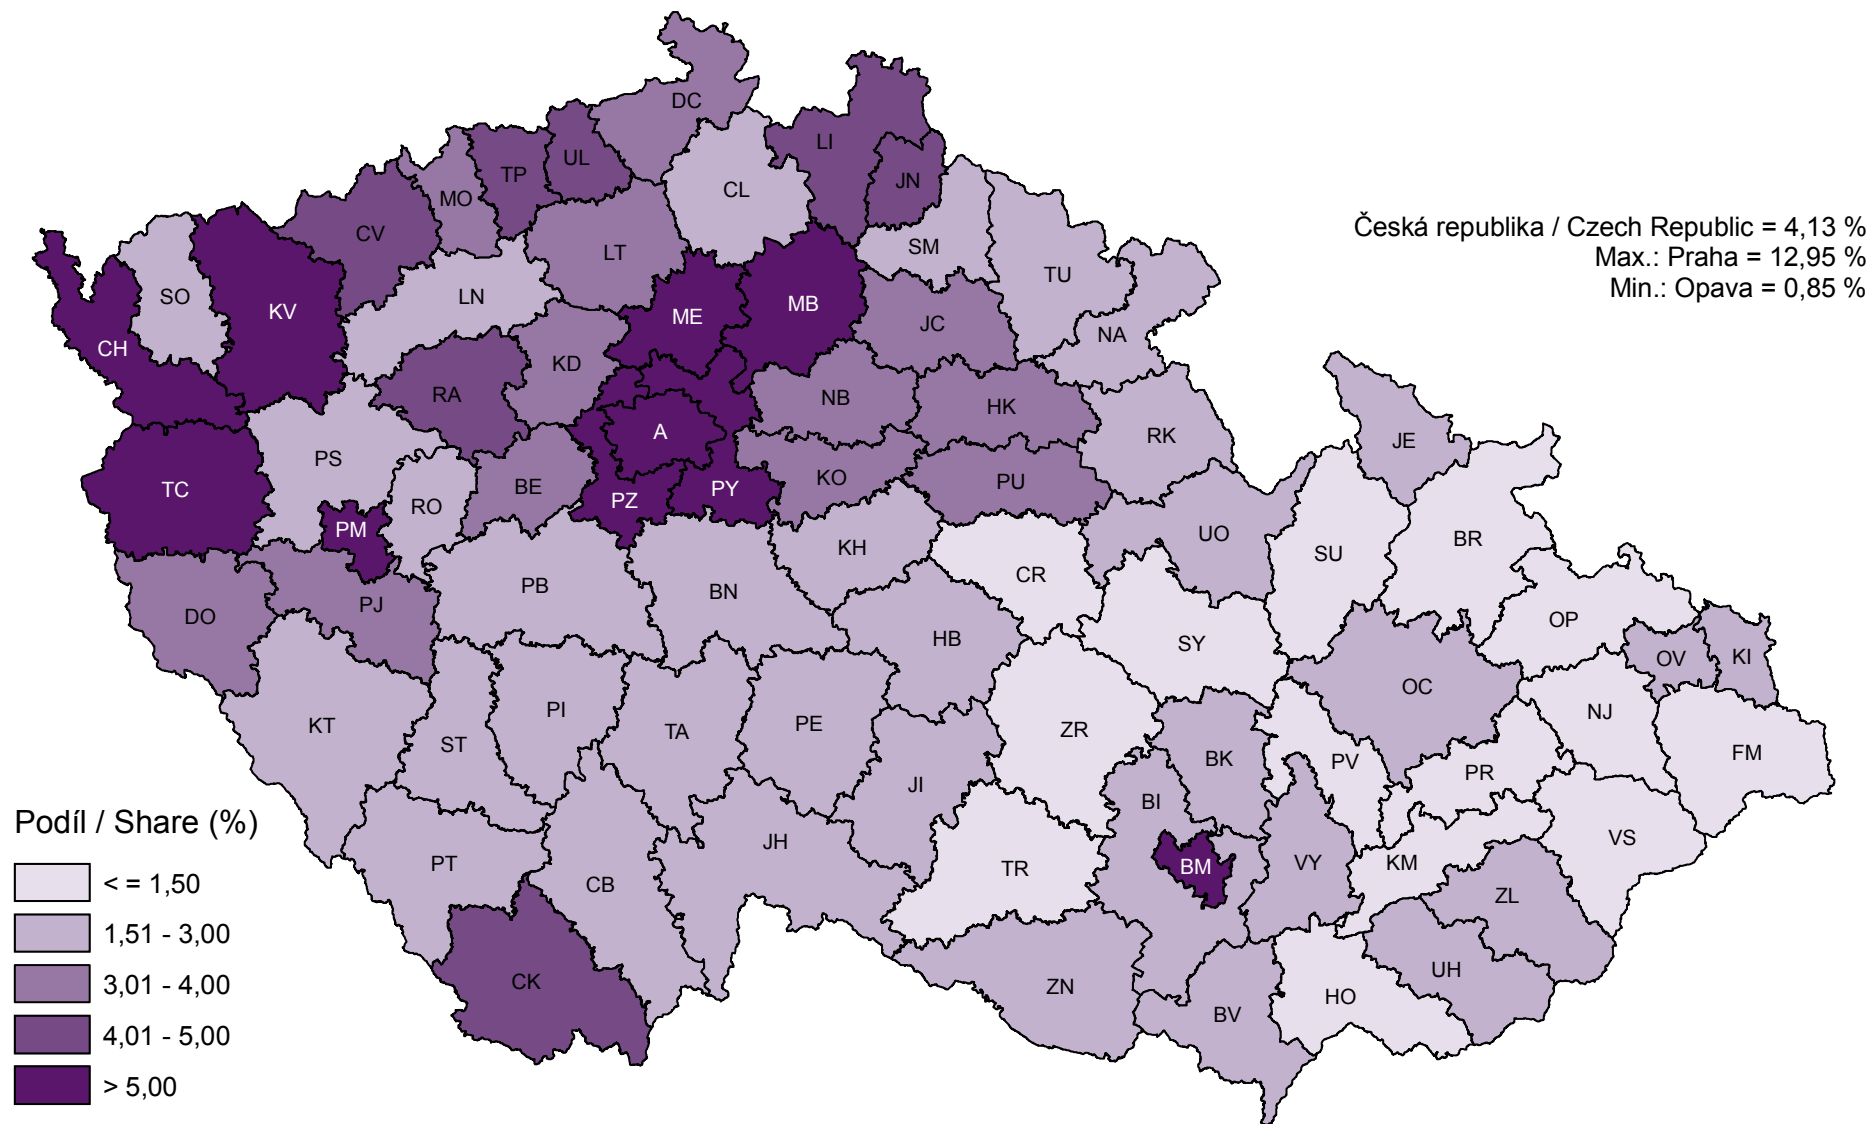 DC
LI
UL
TP
JN
CL
MO
CV
SM
LT
TU
SO
LN
KV
MB
ME
JC
NA
CH
KD
RA
NB
HK
A
RK
JE
PS
TC
BE
KO
PU
PY
PZ
RO
PM
UO
BR
KH
SU
CR
PB
BN
PJ
DO
OP
HB
SY
OV
KI
OC
PI
NJ
KT
PE
TA
ZR
ST
FM
BK
PV
PR
JI
BI
JH
VS
PT
TR
BM
VY
KM
CB
ZL
UH
CK
ZN
HO
BV
Česká republika / Czech Republic = 4,13 %
Max.: Praha = 12,95 %
Min.: Opava = 0,85 %
Podíl / Share (%)
< = 1,50
1,51 - 3,00
3,01 - 4,00
4,01 - 5,00
> 5,00